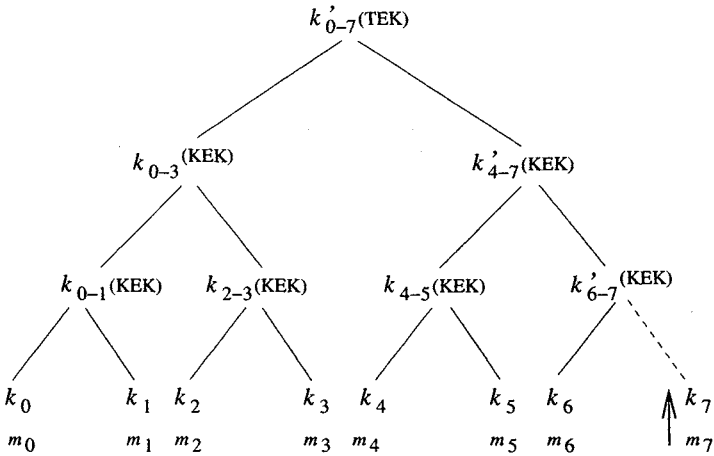 k′0–7(TEK)
k0–3(KEK) k′4–7(KEK)
k0–1(KEK) k2–3(KEK) k4–5(KEK) k′6–7(KEK)
k0 k1 k2 k3 k4 k5 k6 k7
m0 m1 m2 m3 m4 m5 m6 m7